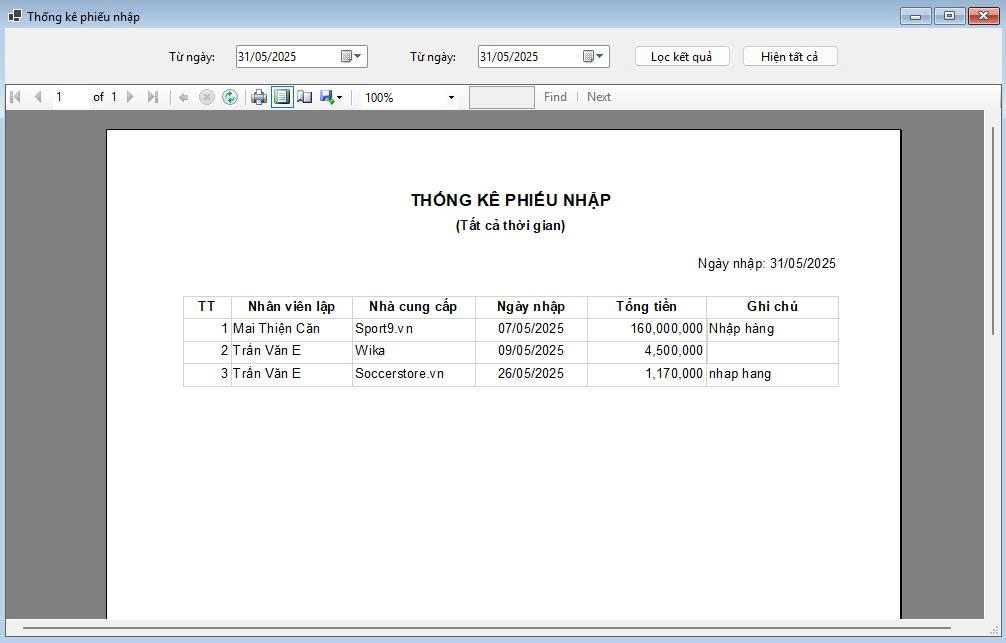 Thống kê phiếu nhập
Từ ngày: 31/05/2025 Từ ngày: 31/05/2025 Lọc kết quả Hiện tất cả
1 of 1 100% Find | Next
THỐNG KÊ PHIẾU NHẬP
(Tất cả thời gian)
Ngày nhập: 31/05/2025
TT Nhân viên lập Nhà cung cấp Ngày nhập Tổng tiền Ghi chú
1 Mai Thiện Căn Sport9.vn 07/05/2025 160,000,000 Nhập hàng
2 Trần Văn E Wika 09/05/2025 4,500,000
3 Trần Văn E Soccerstore.vn 26/05/2025 1,170,000 nhap hang